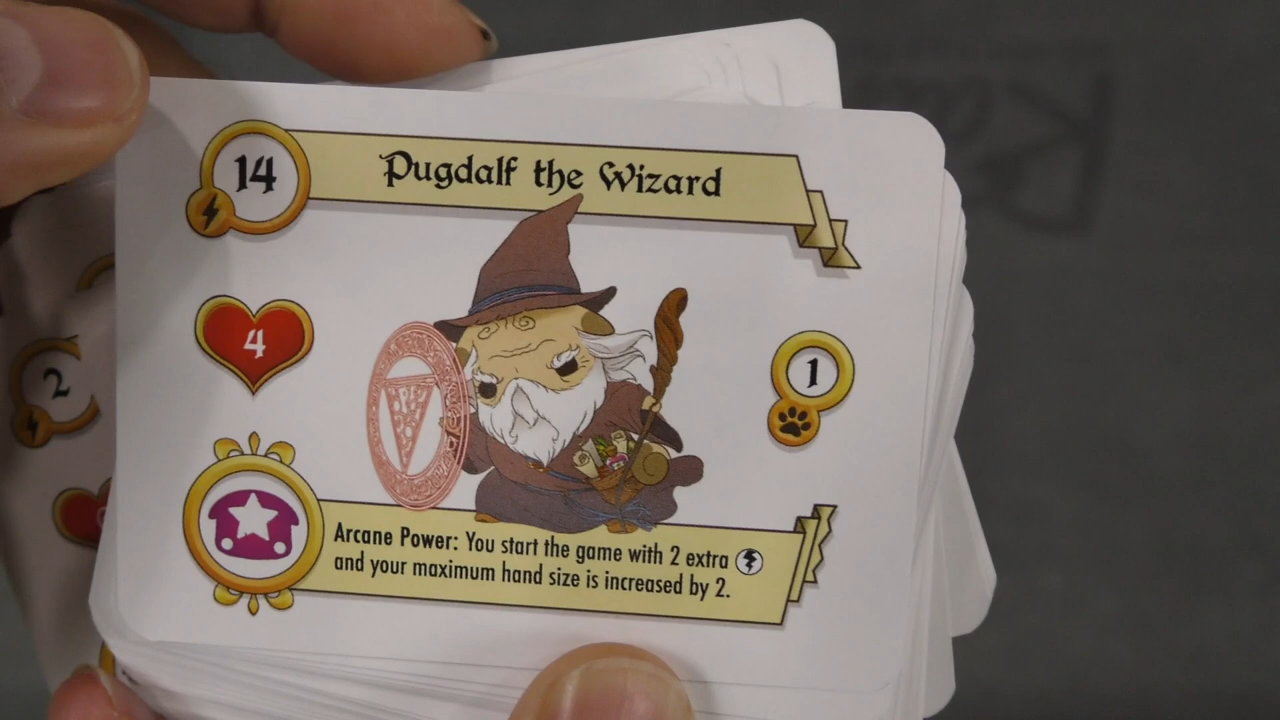 14
Pugdalf the Wizard
4
1
Arcane Power: You start the game with 2 extra
and your maximum hand size is increased by 2.
2